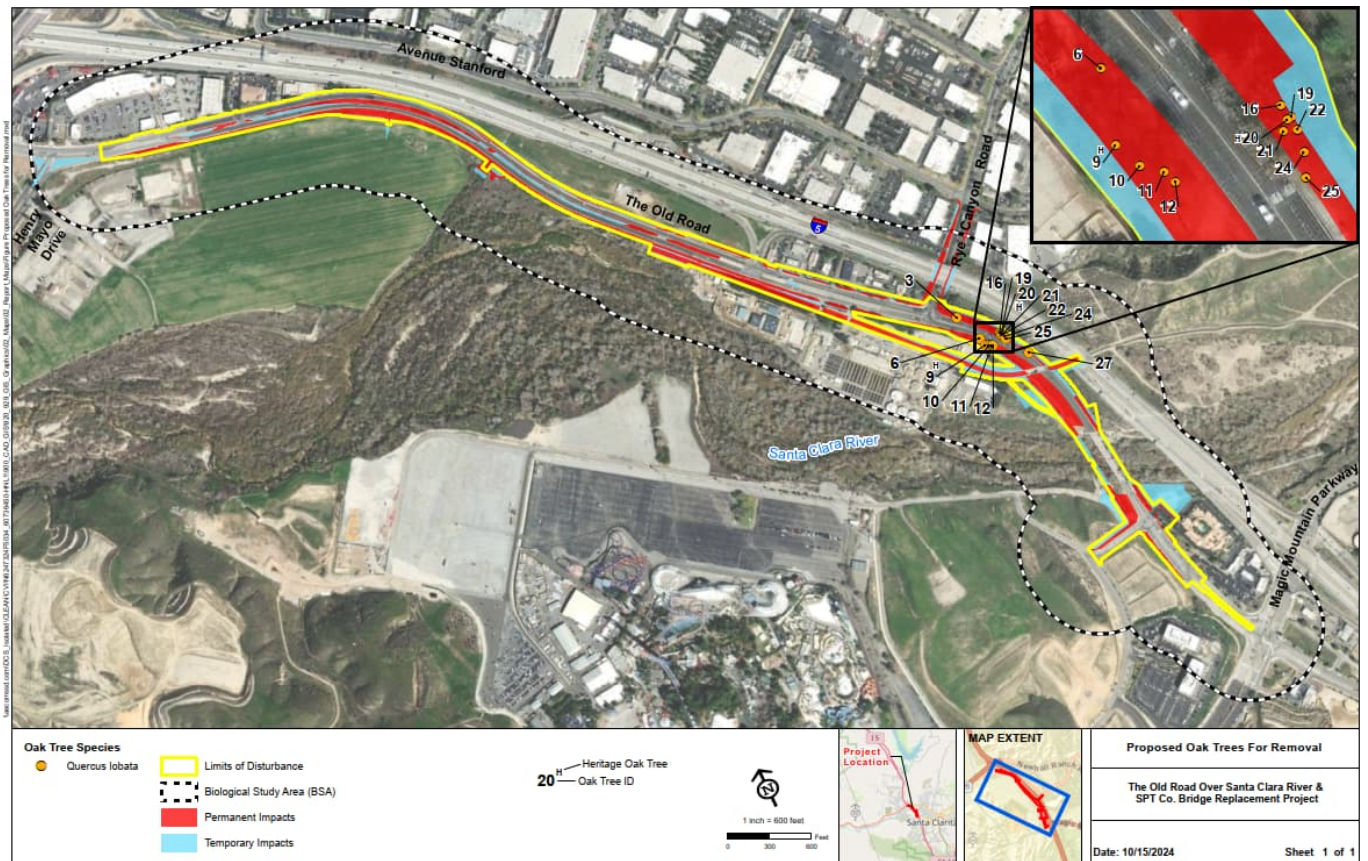 Avenue Stanford
Rye Canyon Road
The Old Road
5
Henry
Mayo
Drive
Santa Clara River
Magic Mountain Parkway
3
16
19
20
H
21
22
24
25
6
H
9
10
11
12
27
6
16
19
22
H
20
21
24
25
H
9
10
11
12
Oak Tree Species
Quercus lobata
Limits of Disturbance
Biological Study Area (BSA)
Permanent Impacts
Temporary Impacts
H
Heritage Oak Tree
20
Oak Tree ID
N
1 inch = 600 feet
Feet
0 300 600
Project
Location
I 5
Santa Clarita
MAP EXTENT
Newhall Ranch
Proposed Oak Trees For Removal
The Old Road Over Santa Clara River &
SPT Co. Bridge Replacement Project
Date: 10/15/2024
Sheet 1 of 1